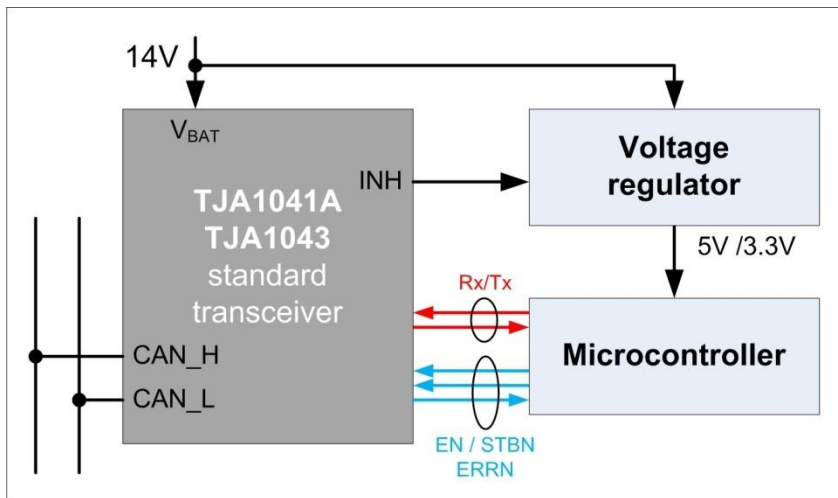 14V
V_BAT
INH
TJA1041A
TJA1043
standard
transceiver
CAN_H
CAN_L
Voltage
regulator
5V /3.3V
Rx/Tx
Microcontroller
EN / STBN
ERRN